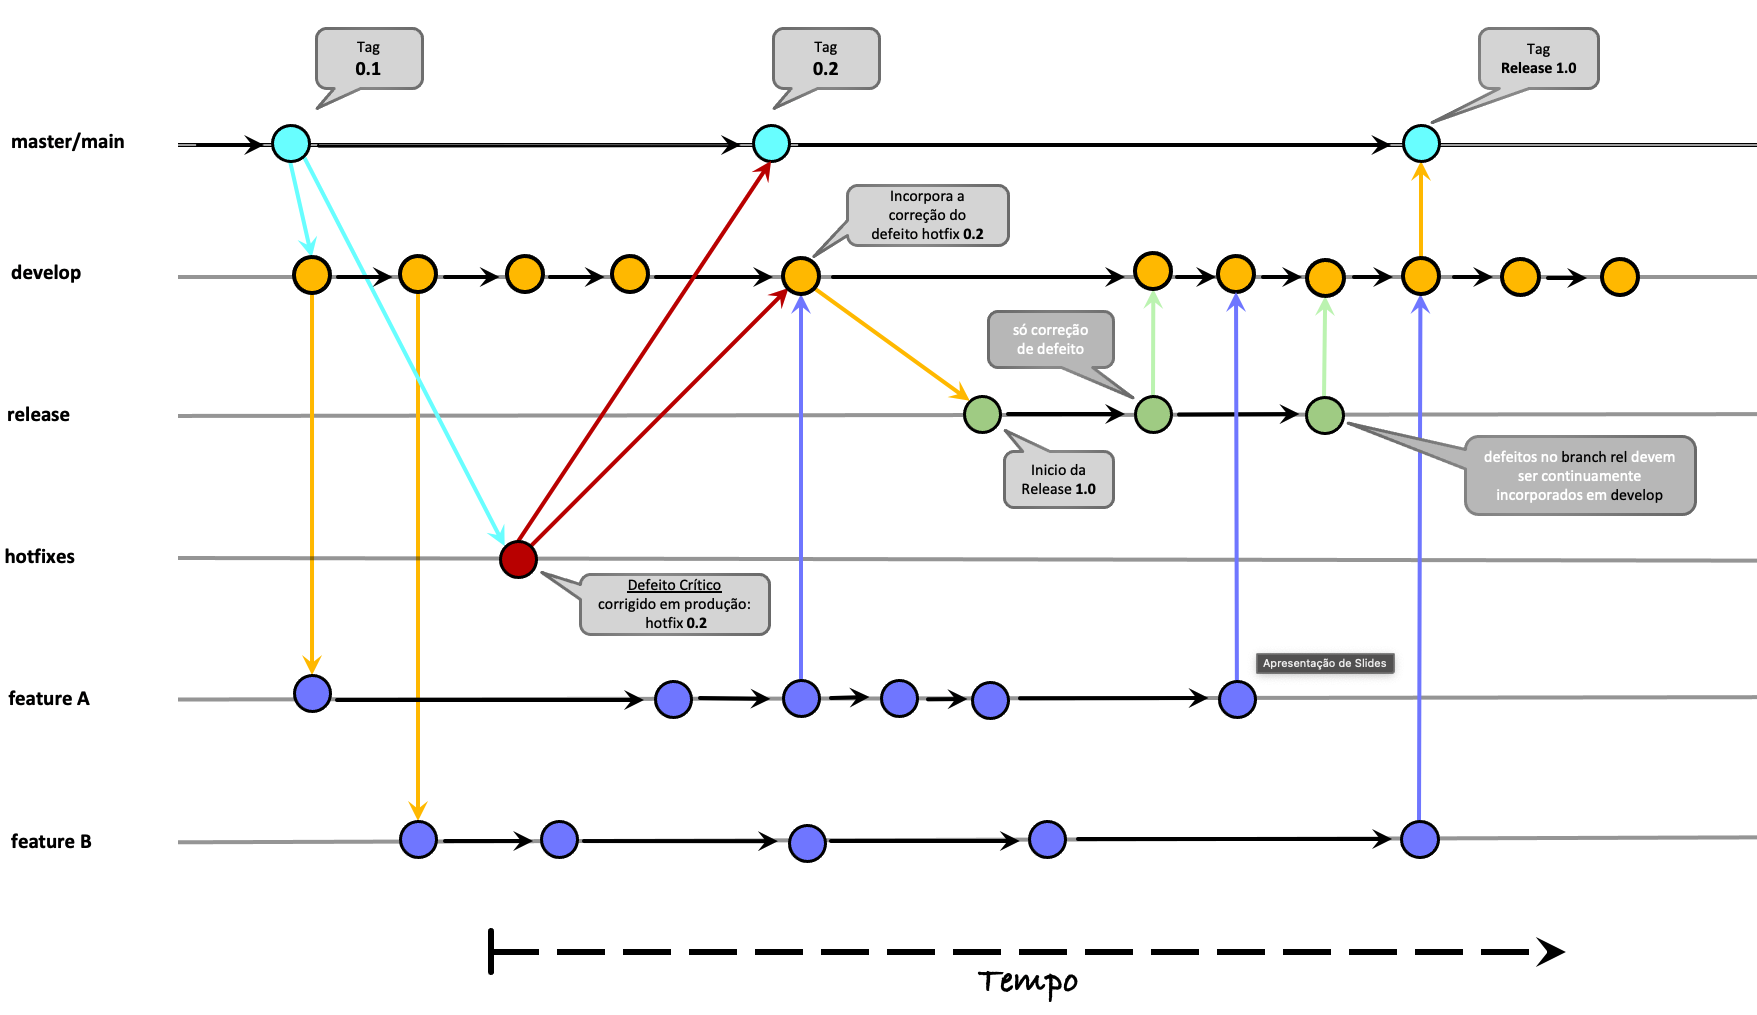 Tag
0.1
Tag
0.2
Tag
Release 1.0
master/main
Incorpora a
correção do
defeito hotfix 0.2
develop
só correção
de defeito
release
Inicio da
Release 1.0
defeitos no branch rel devem
ser continuamente
incorporados em develop
hotfixes
Defeito Crítico
corrigido em produção:
hotfix 0.2
Apresentação de Slides
feature A
feature B
Tempo